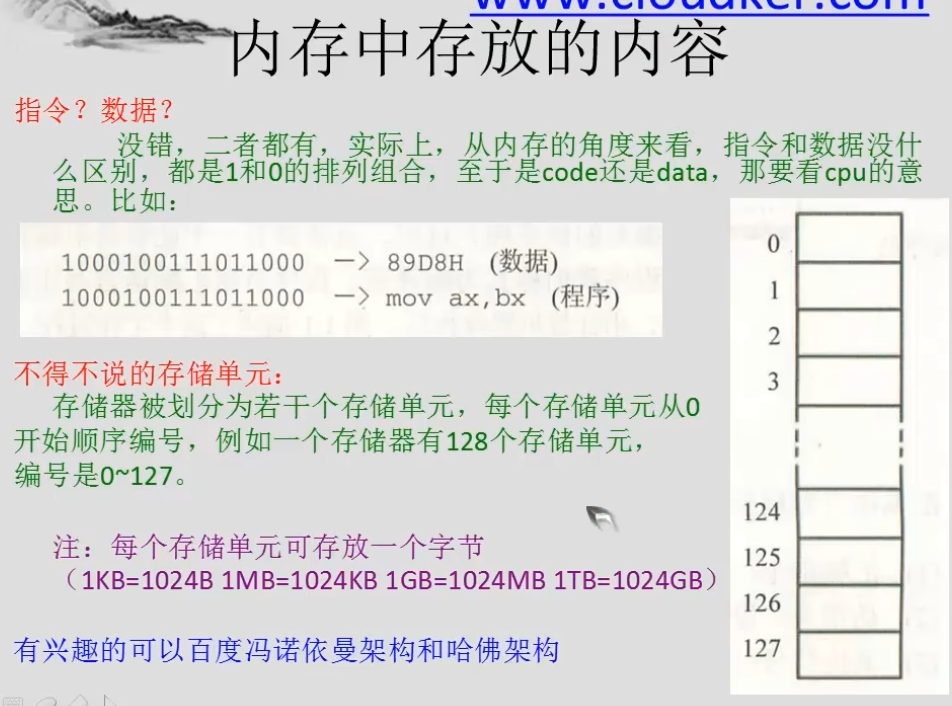 www.cloudker.com
内存中存放的内容
指令？数据？
没错，二者都有，实际上，从内存的角度来看，指令和数据没什
么区别，都是1和0的排列组合，至于是code还是data，那要看cpu的意
思。比如：
1000100111011000 —> 89D8H (数据)
1000100111011000 —> mov ax,bx (程序)
不得不说的存储单元：
存储器被划分为若干个存储单元，每个存储单元从0
开始顺序编号，例如一个存储器有128个存储单元，
编号是0~127。
注：每个存储单元可存放一个字节
（1KB=1024B 1MB=1024KB 1GB=1024MB 1TB=1024GB）
有兴趣的可以百度冯诺依曼架构和哈佛架构
0
1
2
3
124
125
126
127